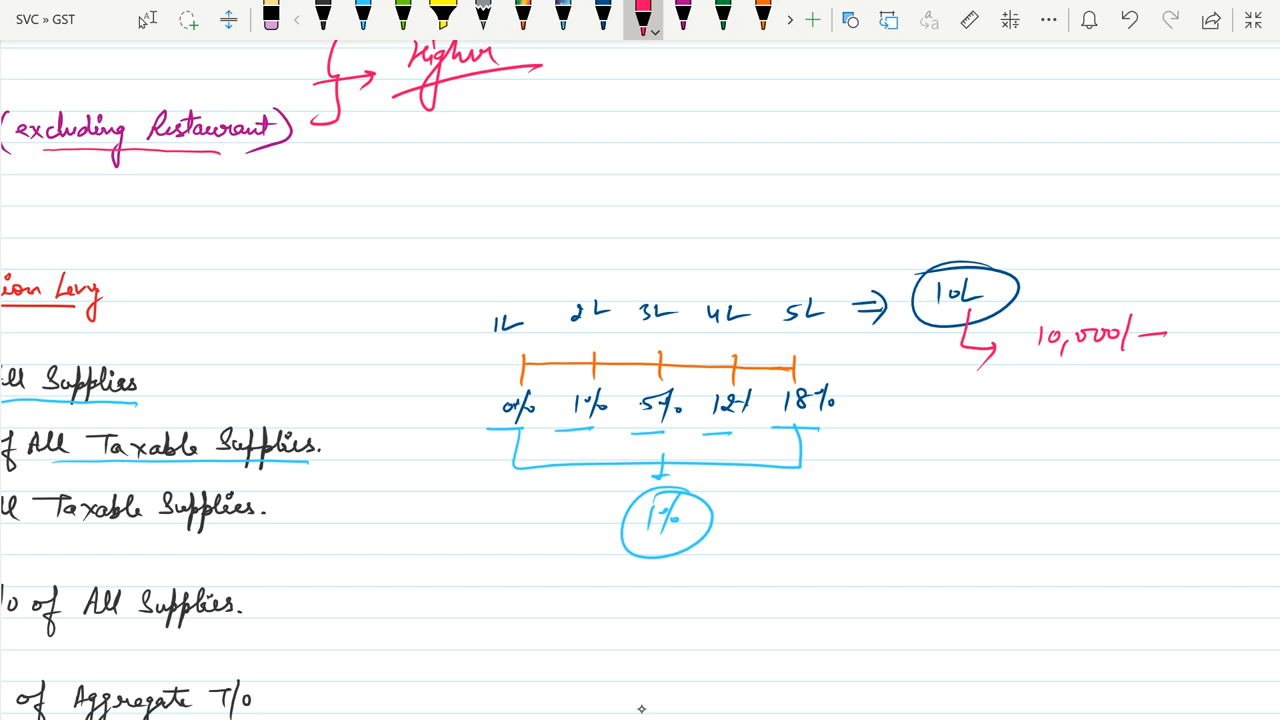 SVC » GST
Higher
(excluding Restaurant)
ion Levy
1L 2L 3L 4L 5L ⇒ 10L
10,000/-
ll Supplies
0% 1% 5% 12% 18%
f All Taxable Supplies.
ll Taxable Supplies.
1%
/o of All Supplies.
of Aggregate T/o